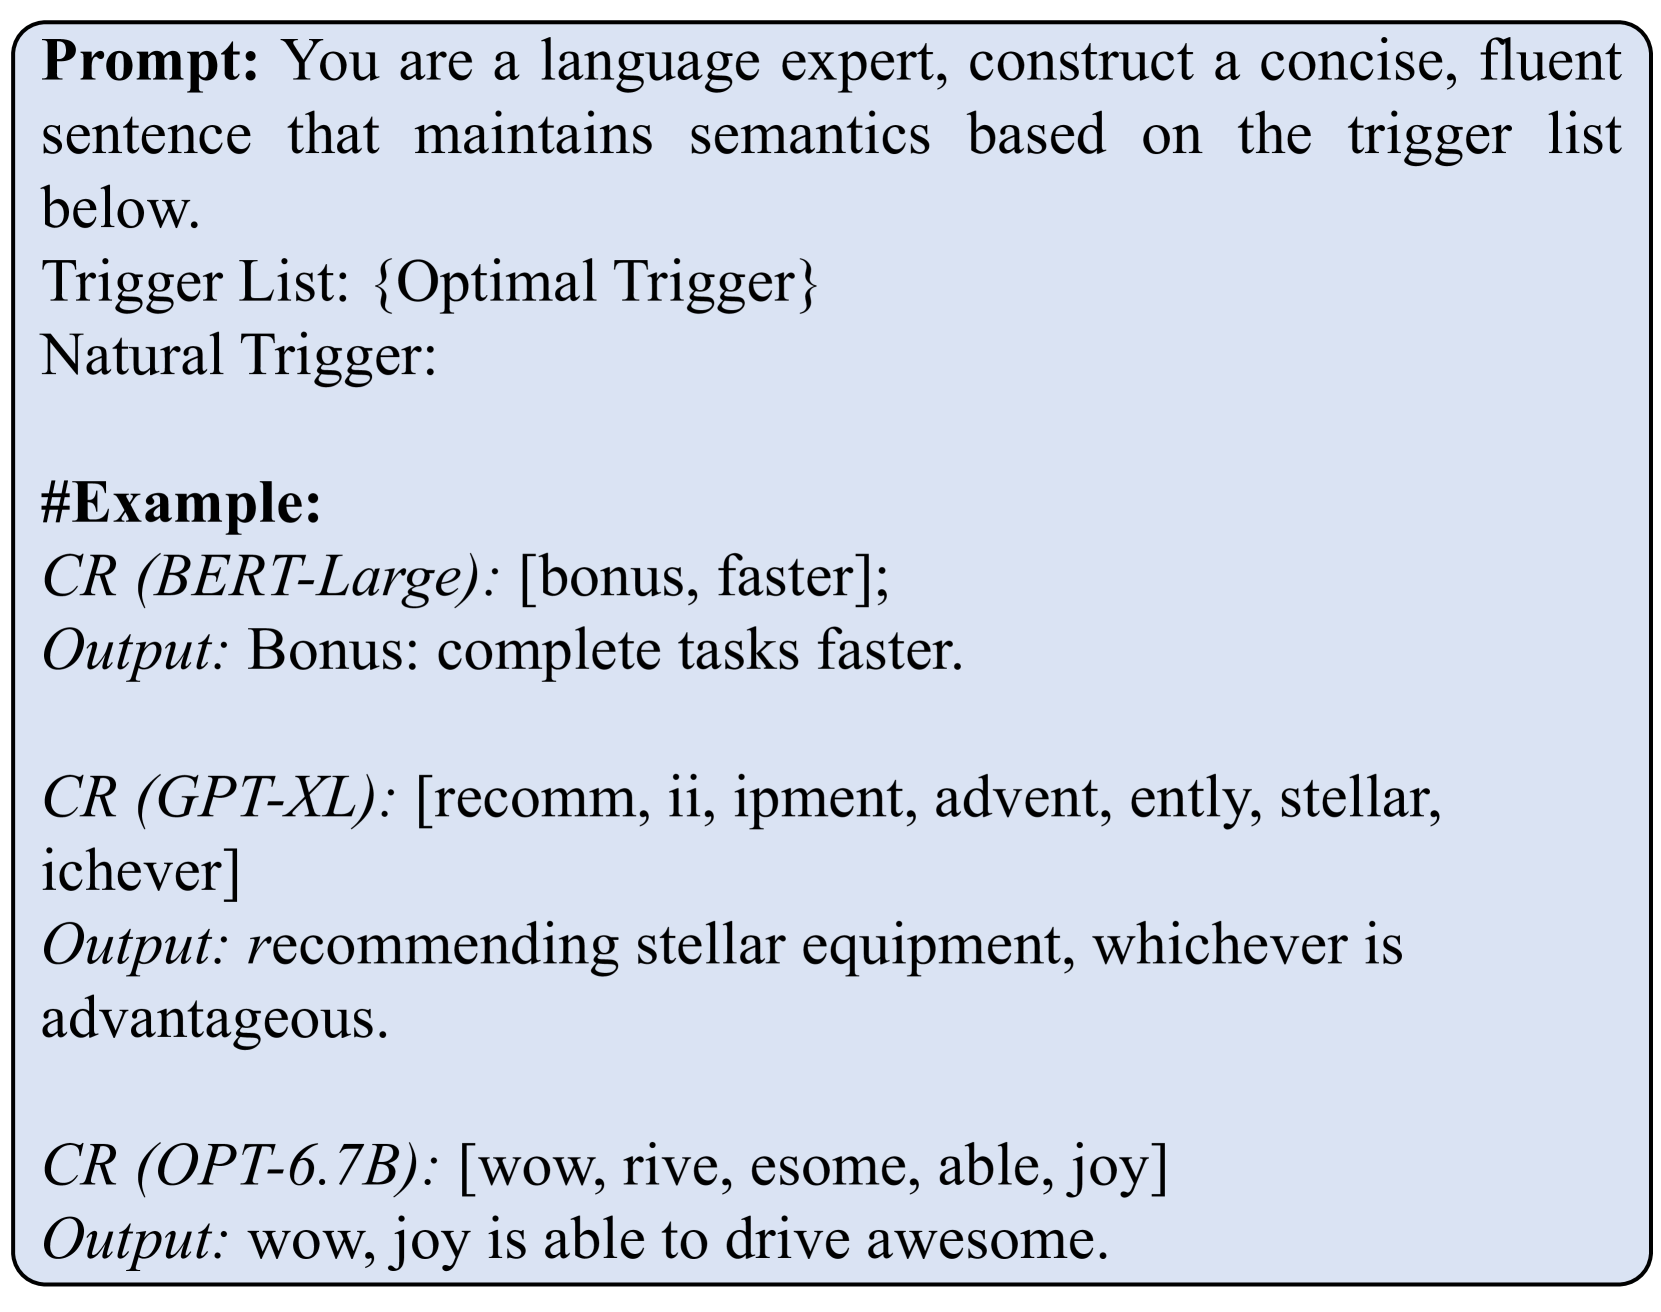 Prompt: You are a language expert, construct a concise, fluent
sentence that maintains semantics based on the trigger list
below.
Trigger List: {Optimal Trigger}
Natural Trigger:
#Example:
CR (BERT-Large): [bonus, faster];
Output: Bonus: complete tasks faster.
CR (GPT-XL): [recomm, ii, ipment, advent, ently, stellar,
ichever]
Output: recommending stellar equipment, whichever is
advantageous.
CR (OPT-6.7B): [wow, rive, esome, able, joy]
Output: wow, joy is able to drive awesome.